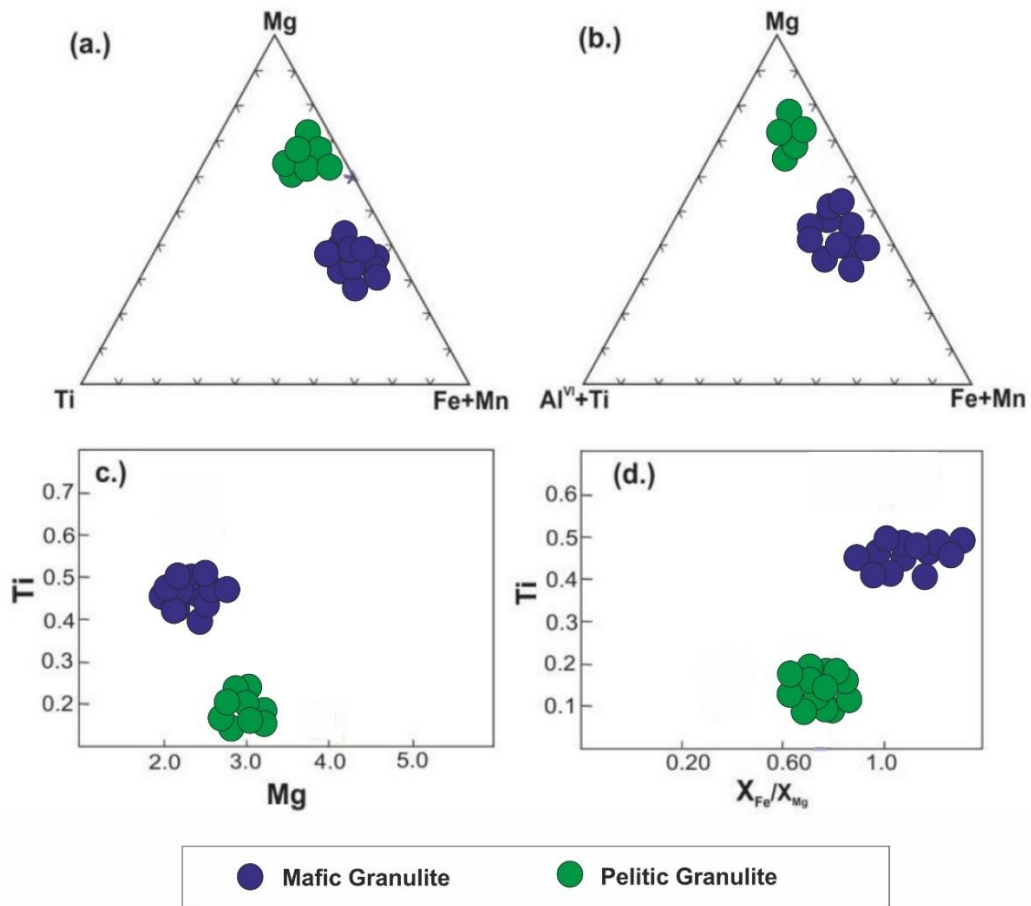 (a.)
Mg
Ti
Fe+Mn
(b.)
Mg
Al^VI+Ti
Fe+Mn
c.)
Ti
0.7
0.6
0.5
0.4
0.3
0.2
2.0 3.0 4.0 5.0
Mg
(d.)
Ti
0.6
0.5
0.4
0.3
0.2
0.1
0.20 0.60 1.0
X_Fe/X_Mg
Mafic Granulite
Pelitic Granulite